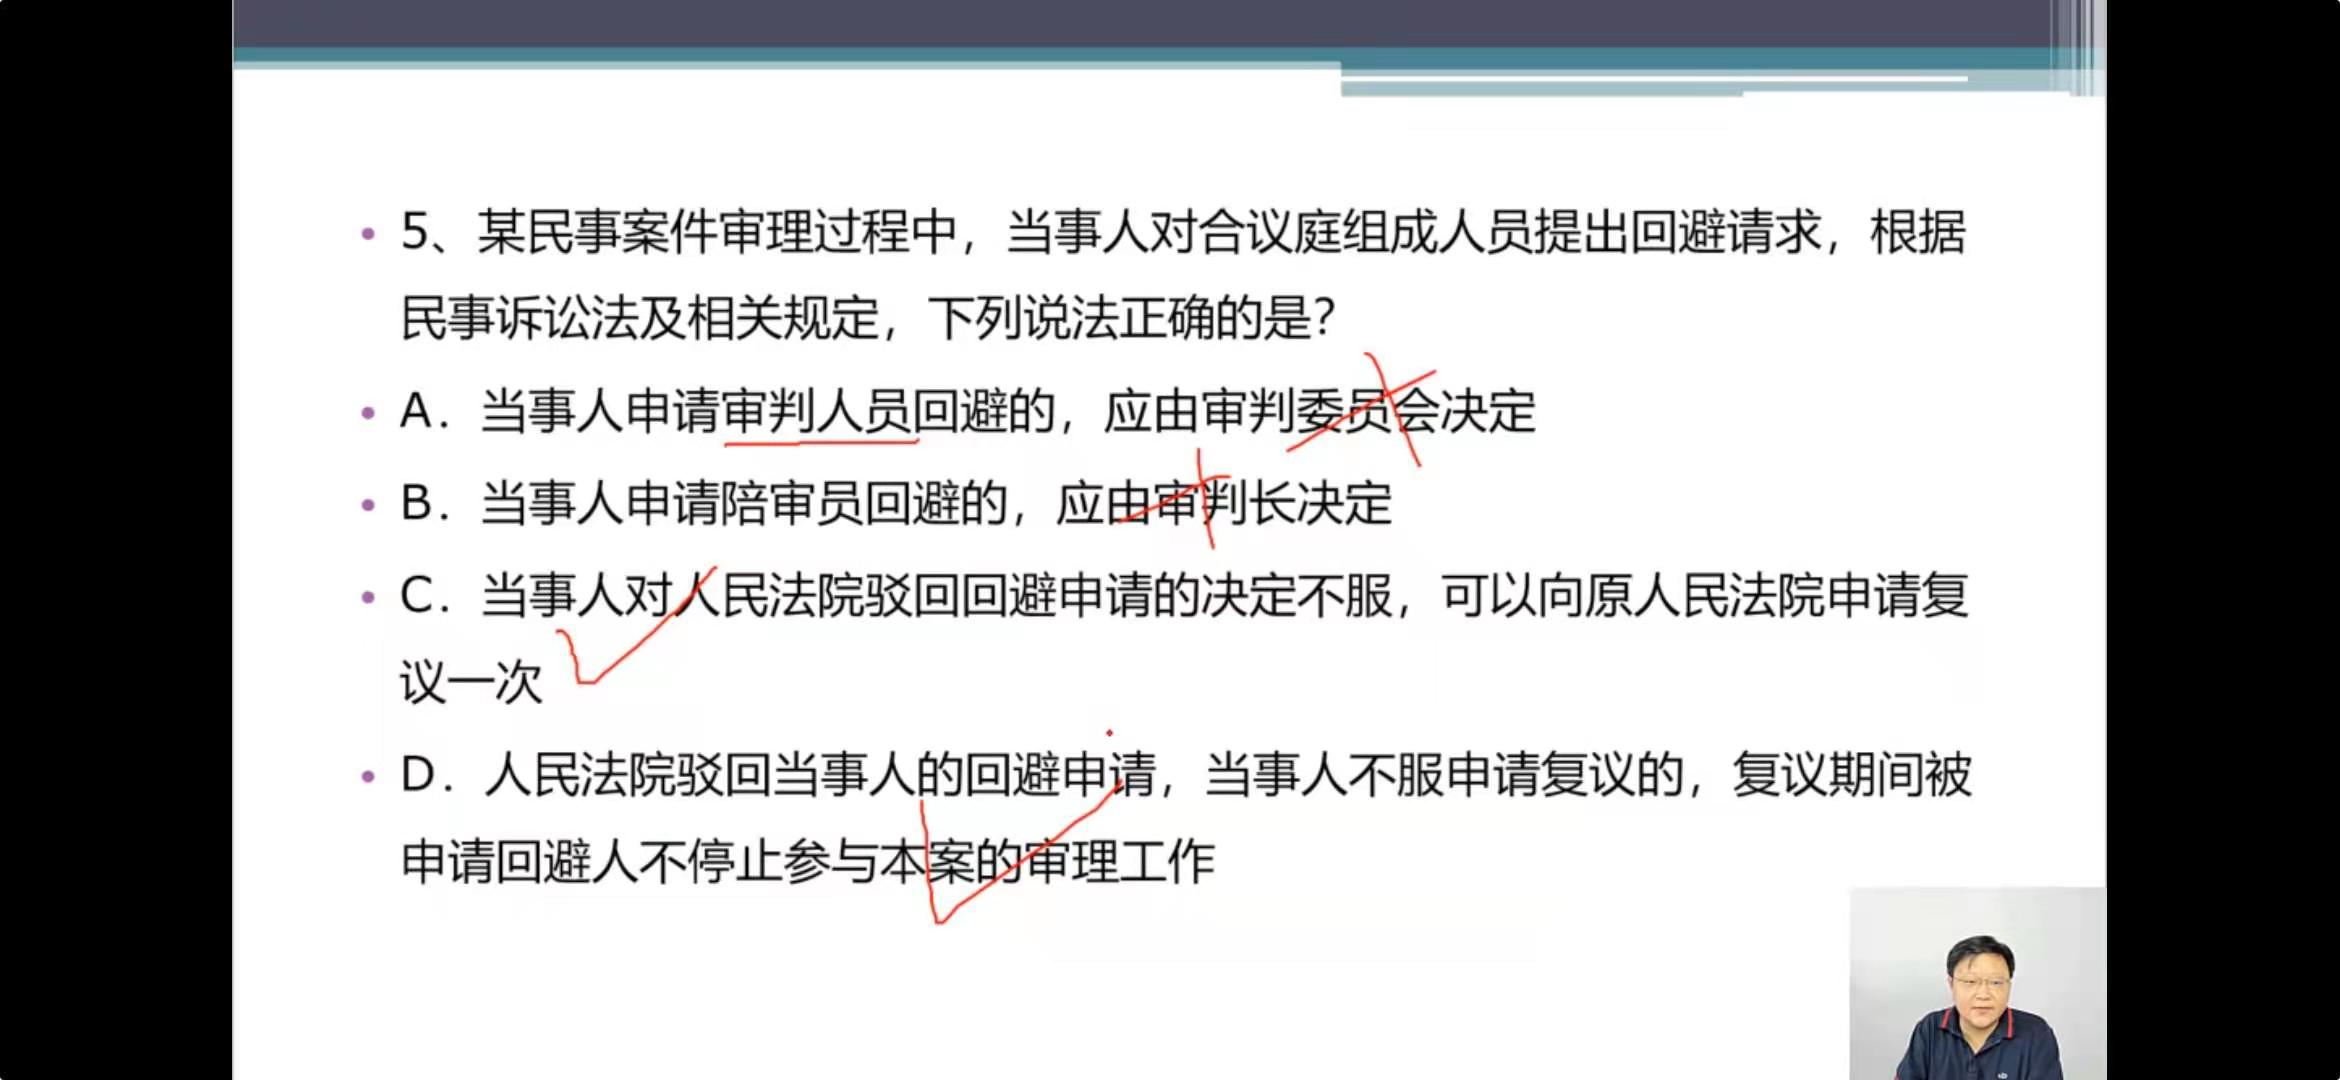 5、某民事案件审理过程中，当事人对合议庭组成人员提出回避请求，根据
民事诉讼法及相关规定，下列说法正确的是？
A．当事人申请审判人员回避的，应由审判委员会决定
B．当事人申请陪审员回避的，应由审判长决定
C．当事人对人民法院驳回回避申请的决定不服，可以向原人民法院申请复
议一次
D．人民法院驳回当事人的回避申请，当事人不服申请复议的，复议期间被
申请回避人不停止参与本案的审理工作